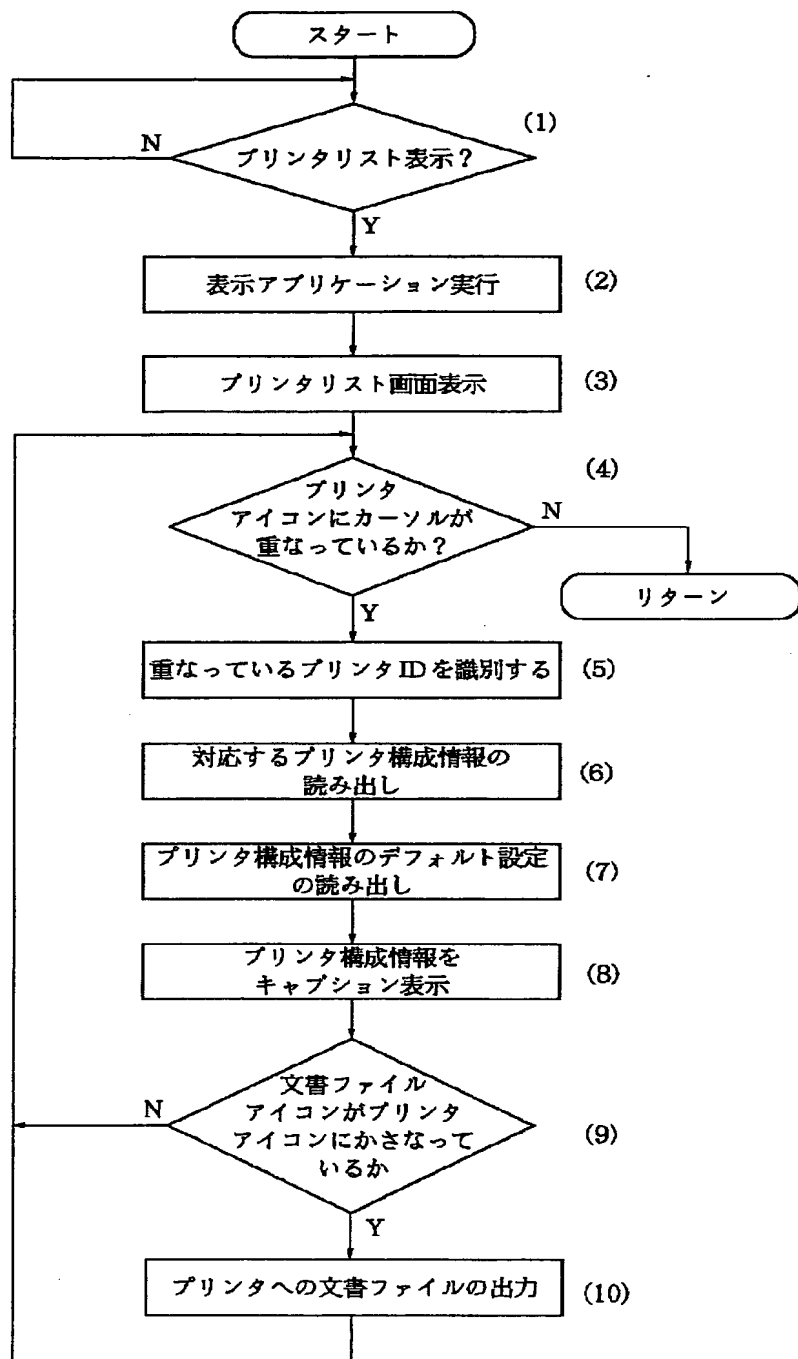 スタート
(1)
N
プリンタリスト表示？
Y
表示アプリケーション実行
(2)
プリンタリスト画面表示
(3)
(4)
プリンタ
アイコンにカーソルが
重なっているか？
N
Y
リターン
重なっているプリンタIDを識別する
(5)
対応するプリンタ構成情報の
読み出し
(6)
プリンタ構成情報のデフォルト設定
の読み出し
(7)
プリンタ構成情報を
キャプション表示
(8)
文書ファイル
アイコンがプリンタ
アイコンにかさなって
いるか
N
(9)
Y
プリンタへの文書ファイルの出力
(10)